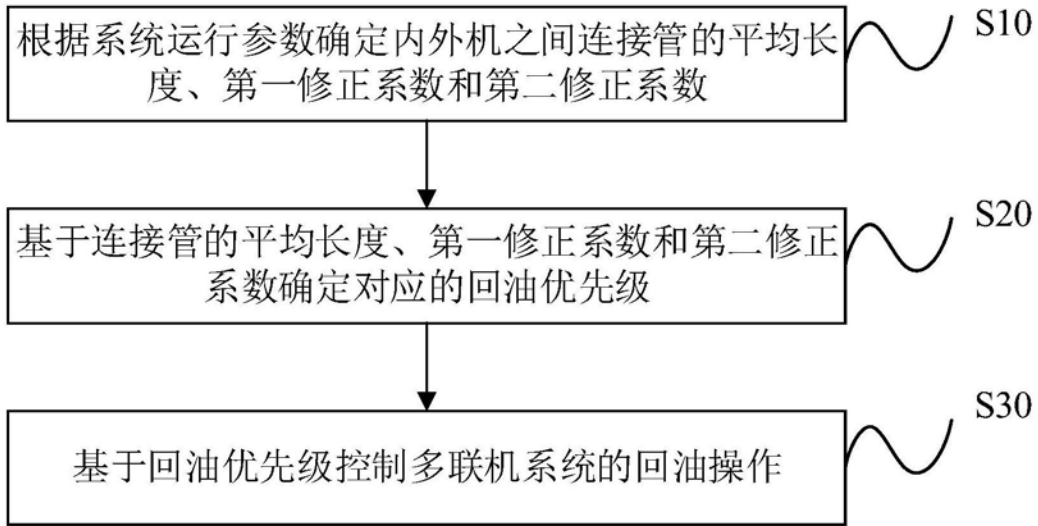 根据系统运行参数确定内外机之间连接管的平均长
度、第一修正系数和第二修正系数
S10
基于连接管的平均长度、第一修正系数和第二修正
系数确定对应的回油优先级
S20
基于回油优先级控制多联机系统的回油操作
S30